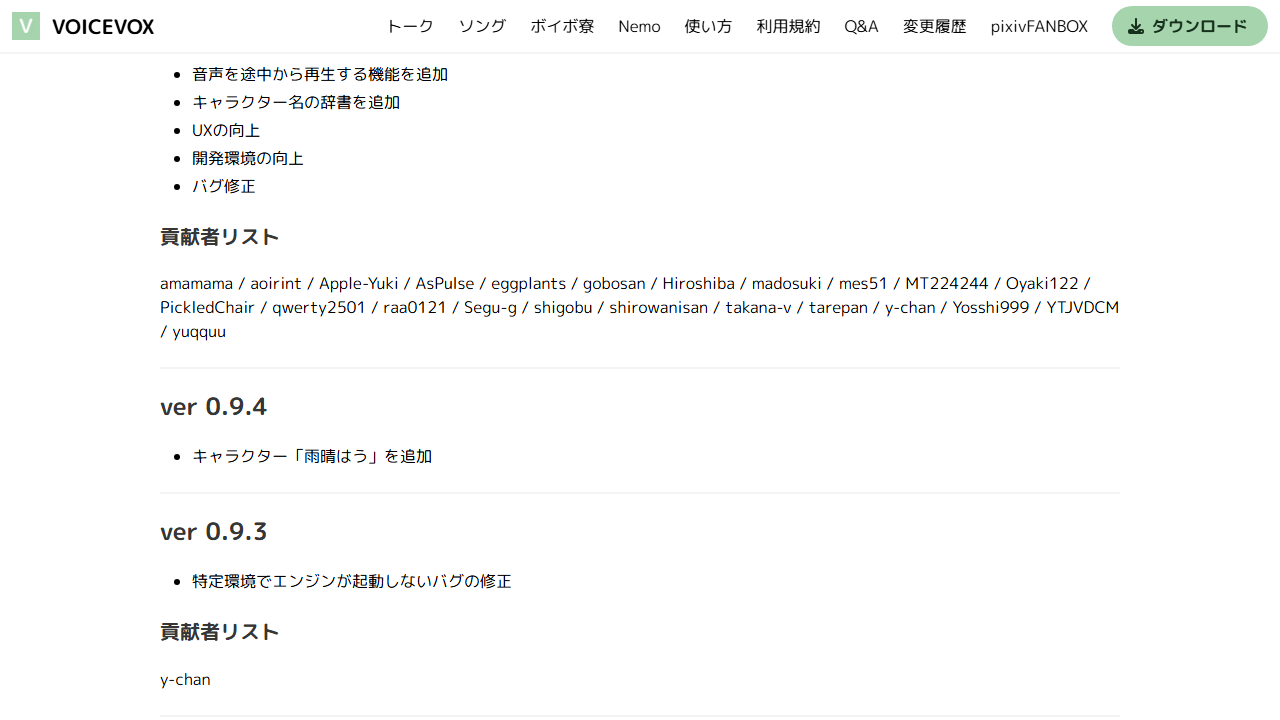 V VOICEVOX トーク ソング ボイボ寮 Nemo 使い方 利用規約 Q&A 変更履歴 pixivFANBOX ダウンロード
• 音声を途中から再生する機能を追加
• キャラクター名の辞書を追加
• UXの向上
• 開発環境の向上
• バグ修正
貢献者リスト
amamama / aoirint / Apple-Yuki / AsPulse / eggplants / gobosan / Hiroshiba / madosuki / mes51 / MT224244 / Oyaki122 /
PickledChair / qwerty2501 / raa0121 / Segu-g / shigobu / shirowanisan / takana-v / tarepan / y-chan / Yosshi999 / YTJVDCM
/ yuqquu
ver 0.9.4
• キャラクター「雨晴はう」を追加
ver 0.9.3
• 特定環境でエンジンが起動しないバグの修正
貢献者リスト
y-chan